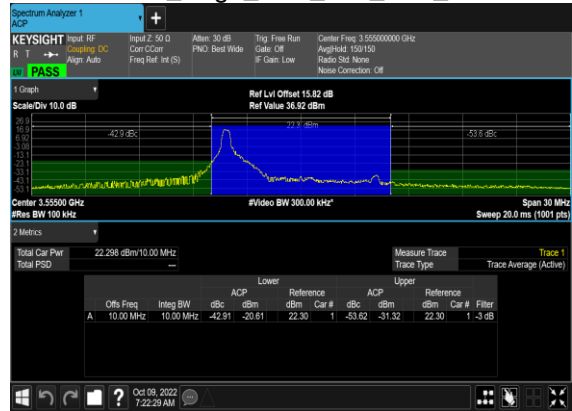 Spectrum Analyzer 1
ACP
+
KEYSIGHT Input: RF Input Z: 50 Ω Atten: 30 dB Trig: Free Run Center Freq: 3.555000000 GHz
R T Coupling: DC Corr CCorr PNO: Best Wide Gate: Off Avg|Hold: 150/150
Align: Auto Freq Ref: Int (S) IF Gain: Low Radio Std: None
PASS Noise Correction: Off
1 Graph Ref Lvl Offset 15.82 dB
Scale/Div 10.0 dB Ref Value 36.92 dBm
26.9 22.3 dBm
16.9 -42.9 dBc -53.6 dBc
6.92
-3.08
-13.1
-23.1
-33.1
-43.1
-53.1
Center 3.55500 GHz #Video BW 300.00 kHz* Span 30 MHz
#Res BW 100 kHz Sweep 20.0 ms (1001 pts)
2 Metrics
Total Car Pwr 22.298 dBm/10.00 MHz Measure Trace Trace 1
Total PSD --- Trace Type Trace Average (Active)
Lower Upper
ACP Reference ACP Reference
Offs Freq Integ BW dBc dBm dBm Car # dBc dBm dBm Car # Filter
A 10.00 MHz 10.00 MHz -42.91 -20.61 22.30 1 -53.62 -31.32 22.30 1 -3 dB
? Oct 09, 2022
7:22:29 AM